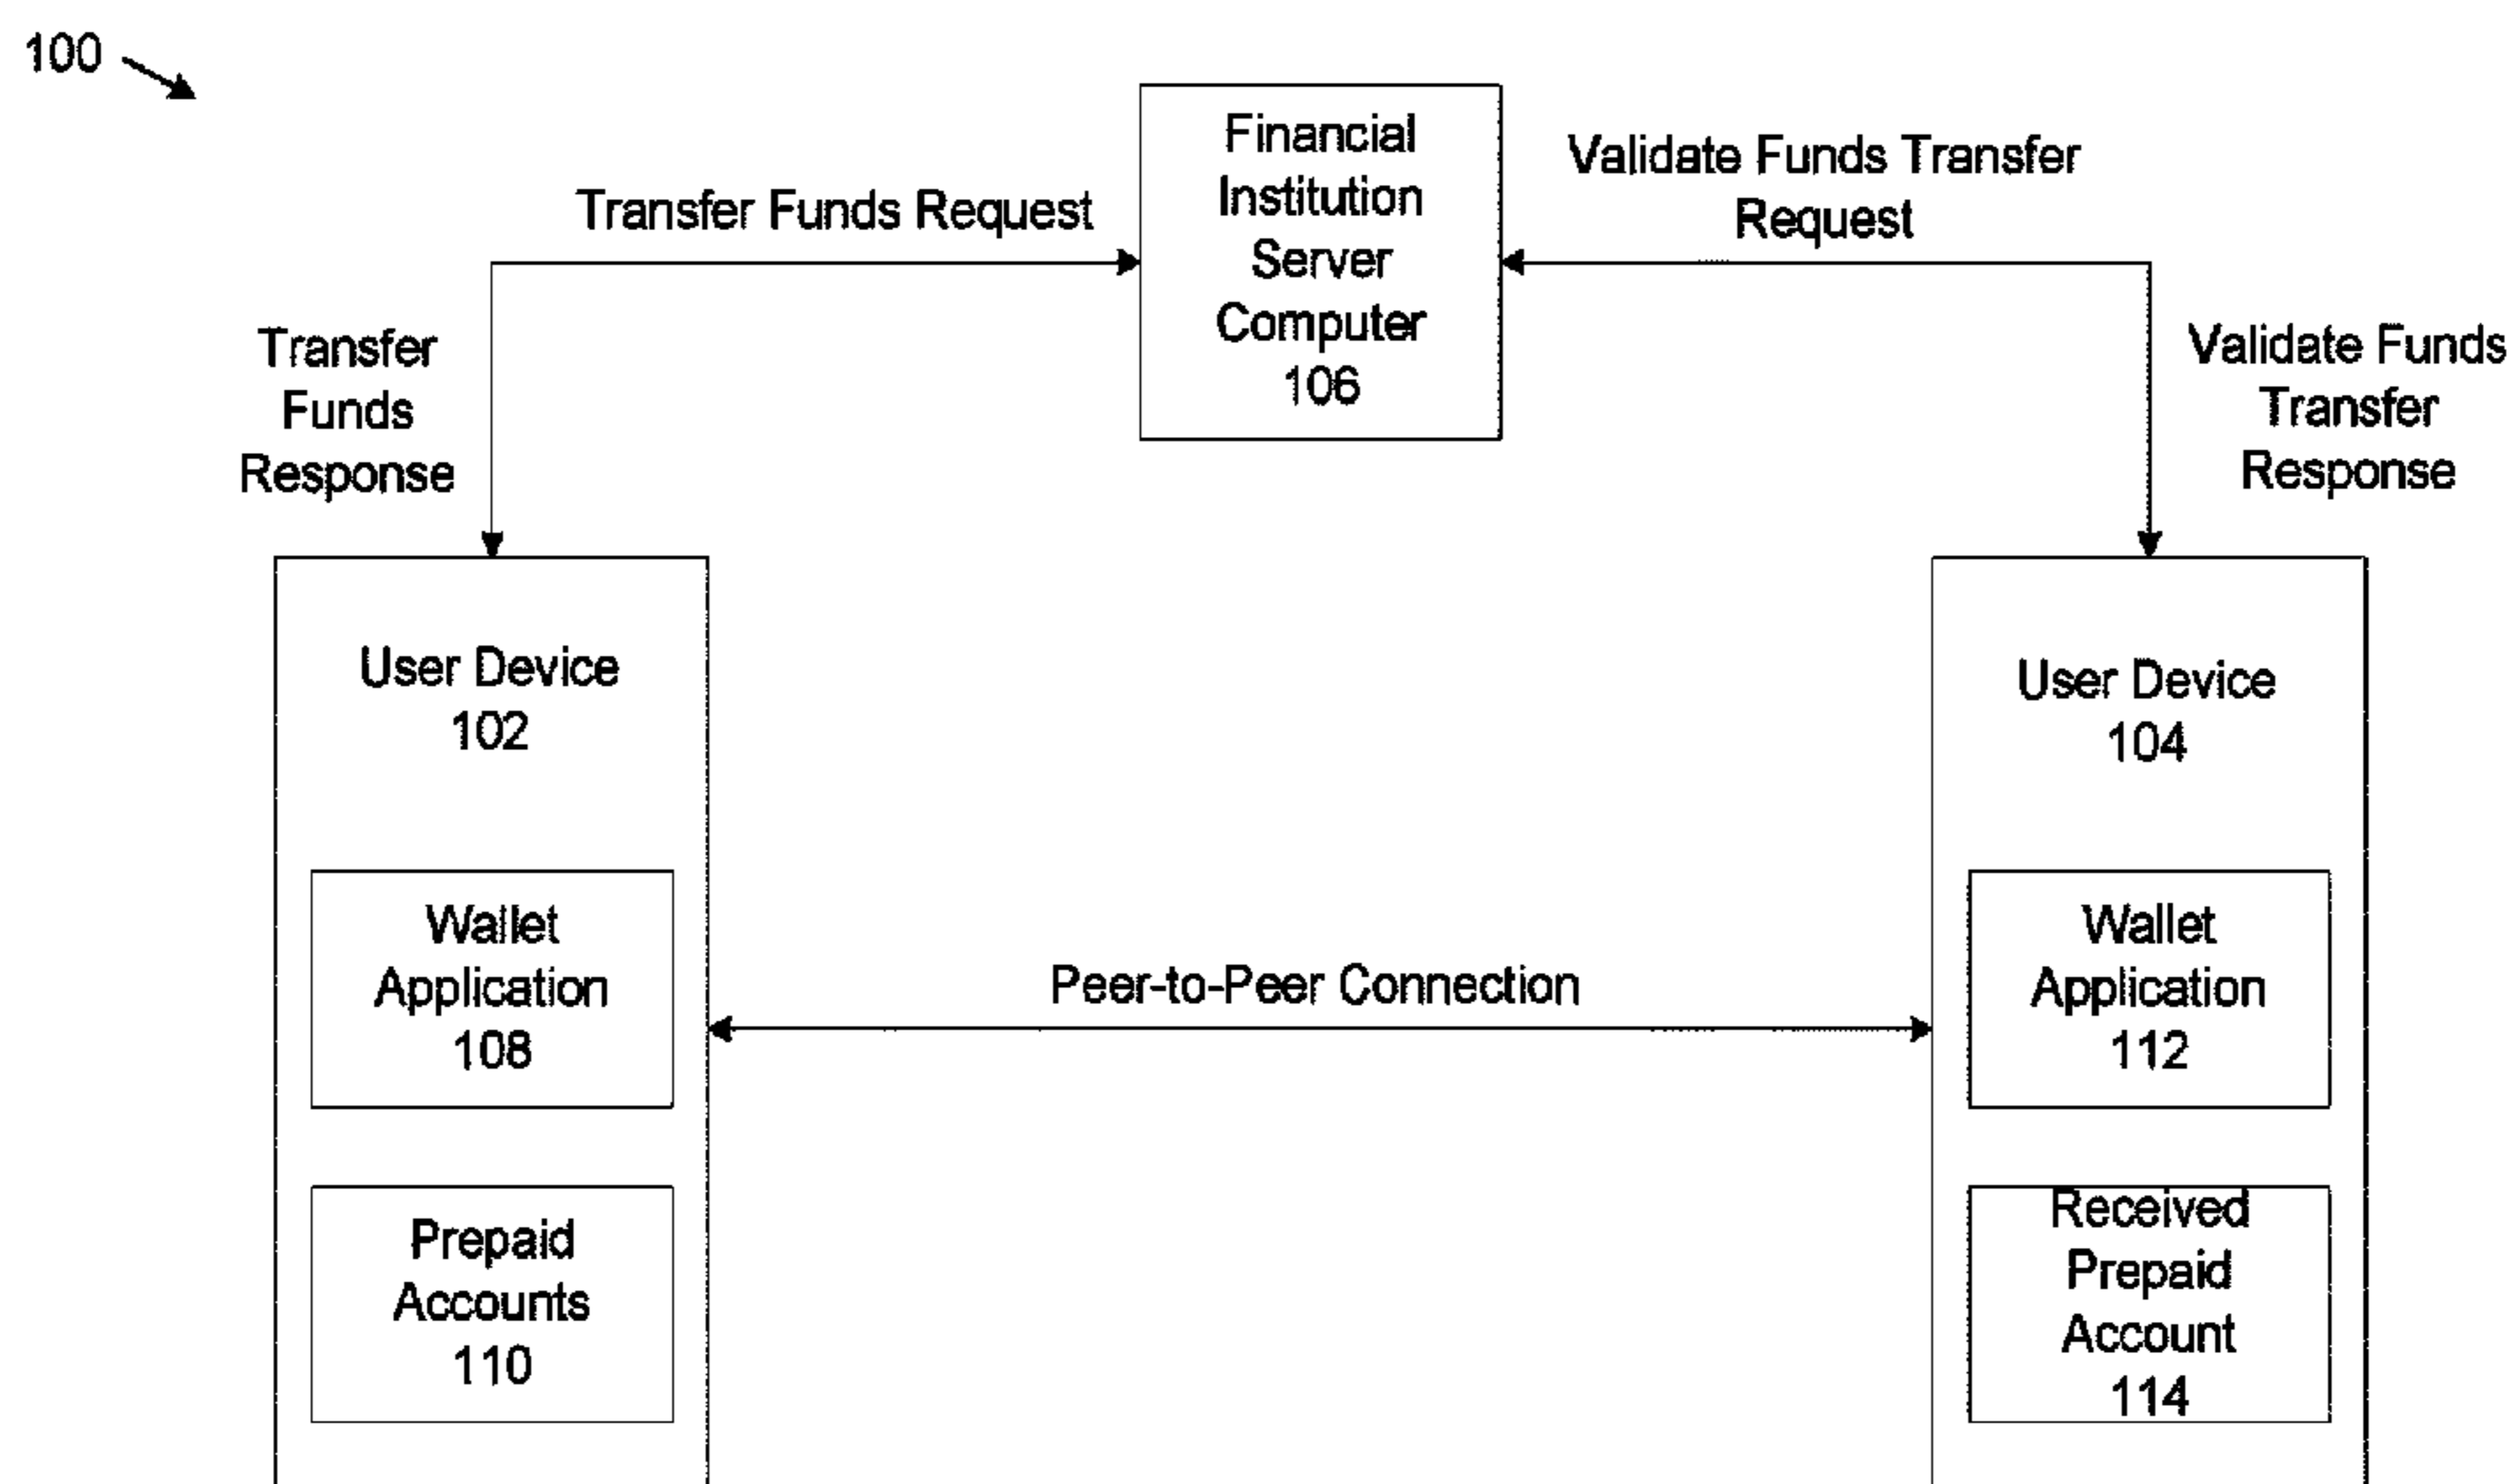 100
Financial
Institution
Server
Computer
106
Transfer Funds Request
Validate Funds Transfer
Request
Transfer
Funds
Response
Validate Funds
Transfer
Response
User Device
102
User Device
104
Wallet
Application
108
Peer-to-Peer Connection
Wallet
Application
112
Prepaid
Accounts
110
Received
Prepaid
Account
114